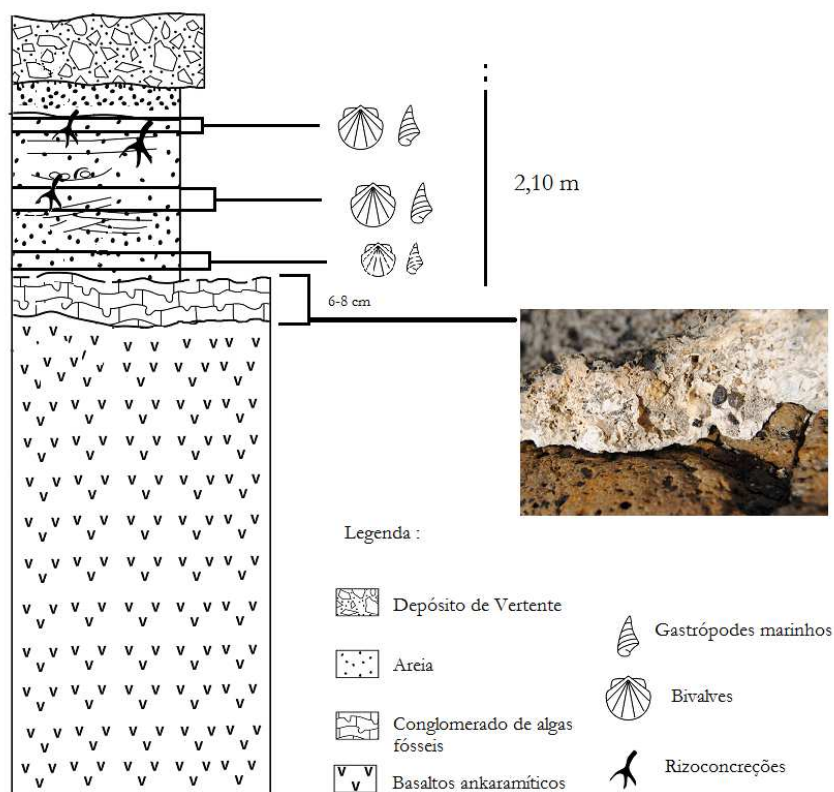 2,10 m
6-8 cm
Legenda :
Depósito de Vertente
Areia
Conglomerado de algas
fósseis
Basaltos ankaramíticos
Gastrópodes marinhos
Bivalves
Rizoconcreções